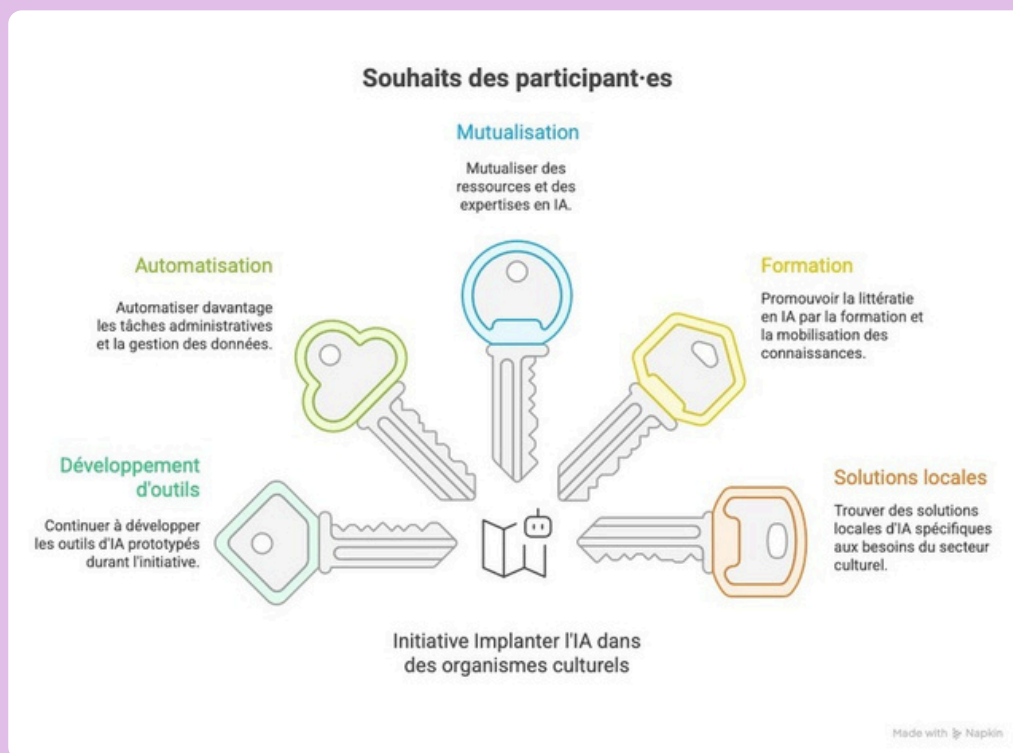 Souhaits des participant·es
Mutualisation
Mutualiser des
ressources et des
expertises en IA.
Automatisation
Automatiser davantage
les tâches administratives
et la gestion des données.
Formation
Promouvoir la littératie
en IA par la formation et
la mobilisation des
connaissances.
Développement
d'outils
Continuer à développer
les outils d'IA prototypés
durant l'initiative.
Solutions locales
Trouver des solutions
locales d'IA spécifiques
aux besoins du secteur
culturel.
Initiative Implanter l'IA dans
des organismes culturels
Made with Napkin